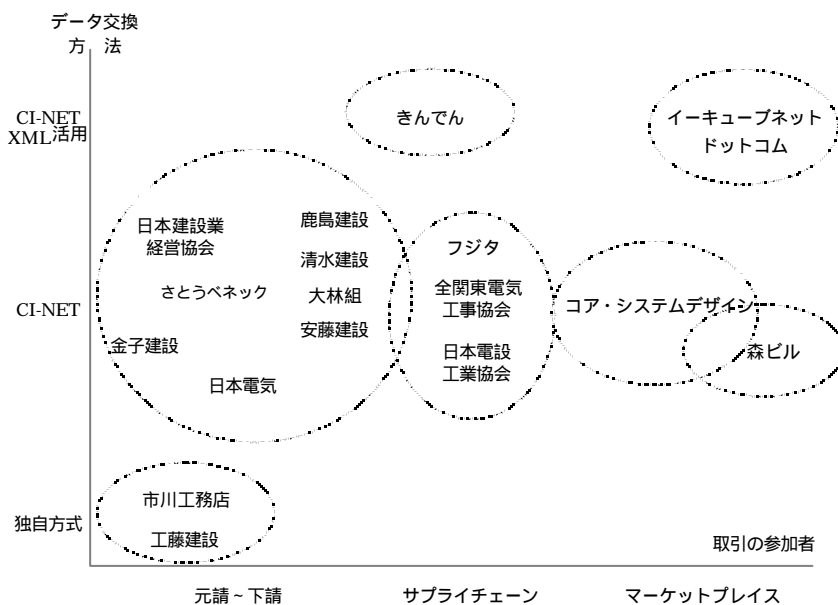 データ交換
方 法
CI-NET
XML活用
きんでん
イーキューブネット
ドットコム
日本建設業
経営協会
鹿島建設
清水建設
さとうベネック
大林組
安藤建設
金子建設
日本電気
CI-NET
フジタ
全関東電気
工事協会
日本電設
工業協会
コア・システムデザイン
森ビル
独自方式
市川工務店
工藤建設
取引の参加者
元請~下請
サプライチェーン
マーケットプレイス